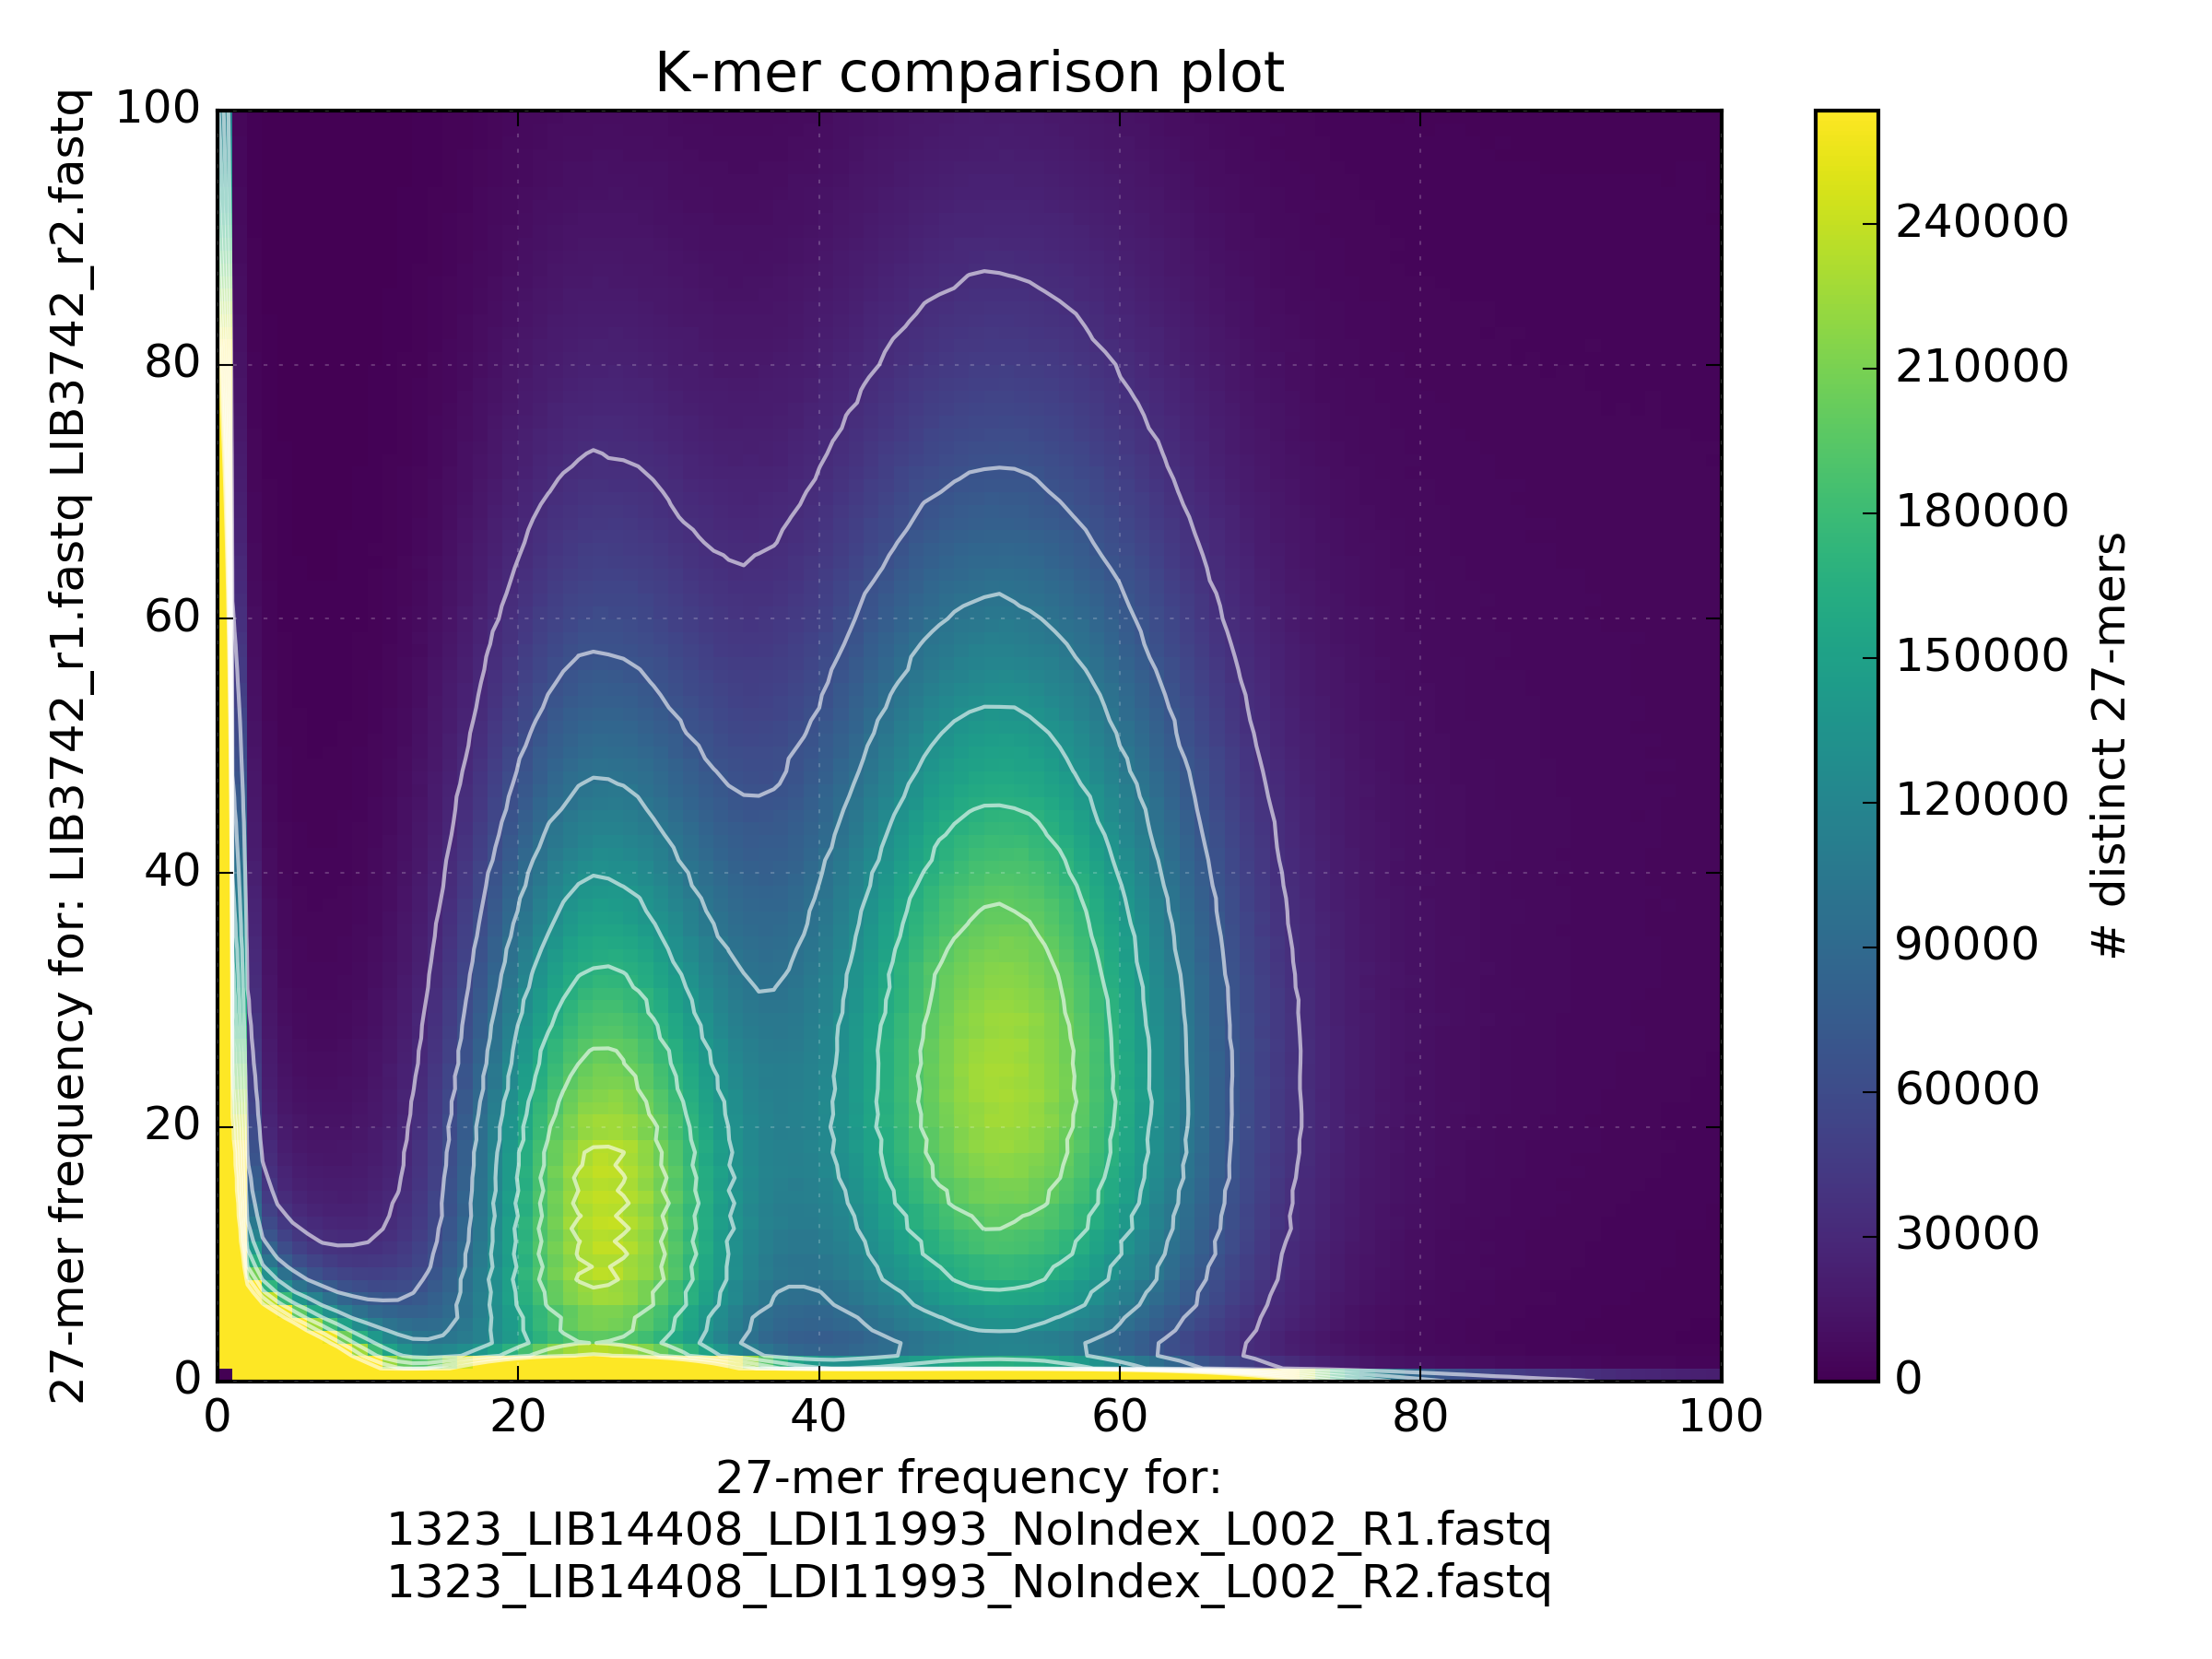 K-mer comparison plot
27-mer frequency for: LIB3742_r1.fastq LIB3742_r2.fastq
100
80
60
40
20
0
0 20 40 60 80 100
27-mer frequency for:
1323_LIB14408_LDI11993_NoIndex_L002_R1.fastq
1323_LIB14408_LDI11993_NoIndex_L002_R2.fastq
240000
210000
180000
150000
120000
90000
60000
30000
0
# distinct 27-mers